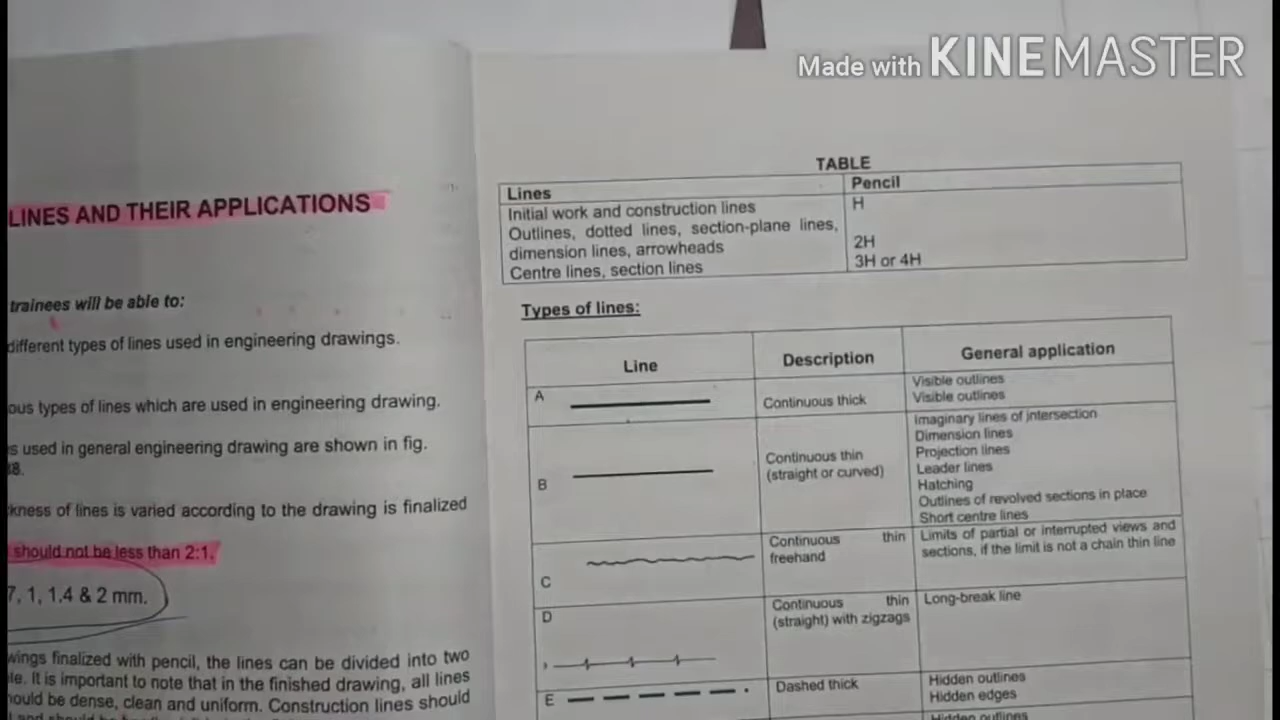 Made with KINEMASTER
LINES AND THEIR APPLICATIONS
trainees will be able to:
different types of lines used in engineering drawings.
ous types of lines which are used in engineering drawing.
s used in general engineering drawing are shown in fig.
38.
kness of lines is varied according to the drawing is finalized
should not be less than 2:1.
7, 1, 1.4 & 2 mm.
wings finalized with pencil, the lines can be divided into two
le. It is important to note that in the finished drawing, all lines
hould be dense, clean and uniform. Construction lines should
TABLE
Lines Pencil
Initial work and construction lines H
Outlines, dotted lines, section-plane lines,
dimension lines, arrowheads 2H
Centre lines, section lines 3H or 4H
Types of lines:
Line Description General application
A Continuous thick Visible outlines
Visible outlines
B Continuous thin
(straight or curved)
Imaginary lines of intersection
Dimension lines
Projection lines
Leader lines
Hatching
Outlines of revolved sections in place
Short centre lines
C Continuous thin
freehand
Limits of partial or interrupted views and
sections, if the limit is not a chain thin line
D Continuous thin
(straight) with zigzags
Long-break line
E Dashed thick Hidden outlines
Hidden edges
Hidden outlines